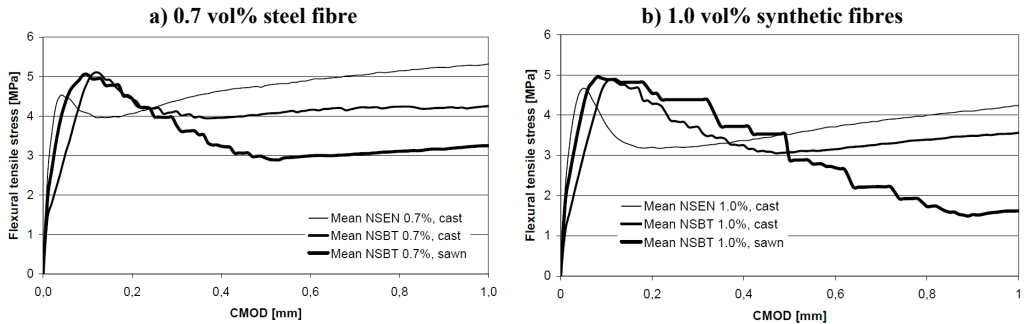 a) 0.7 vol% steel fibre
Flexural tensile stress [MPa]
6
5
4
3
2
1
0
Mean NSEN 0.7%, cast
Mean NSBT 0.7%, cast
Mean NSBT 0.7%, sawn
0,0 0,2 0,4 0,6 0,8 1,0
CMOD [mm]
b) 1.0 vol% synthetic fibres
Flexural tensile stress [MPa]
6
5
4
3
2
1
0
Mean NSEN 1.0%, cast
Mean NSBT 1.0%, cast
Mean NSBT 1.0%, sawn
0 0,2 0,4 0,6 0,8 1
CMOD [mm]